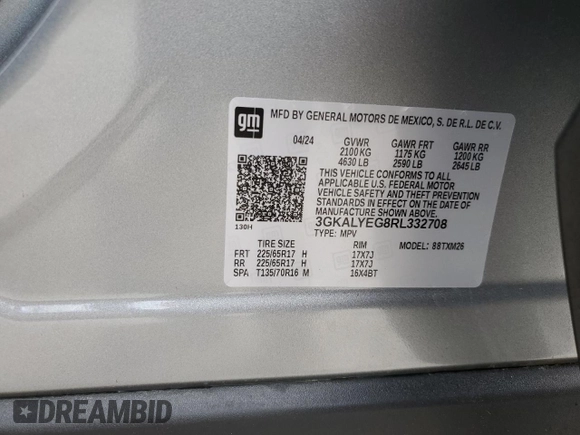 gm
MFD BY GENERAL MOTORS DE MEXICO, S. DE R.L. DE C.V.
04/24 GVWR GAWR FRT GAWR RR
2100 KG 1175 KG 1200 KG
4630 LB 2590 LB 2645 LB
THIS VEHICLE CONFORMS TO ALL
APPLICABLE U.S. FEDERAL MOTOR
VEHICLE SAFETY AND THEFT PREVENTION
STANDARDS IN EFFECT ON THE DATE OF
MANUFACTURE SHOWN ABOVE.
3GKALYEG8RL332708
130H
TYPE: MPV MODEL: 88TXM26
TIRE SIZE RIM
FRT 225/65R17 H 17X7J
RR 225/65R17 H 17X7J
SPA T135/70R16 M 16X4BT
DREAMBID